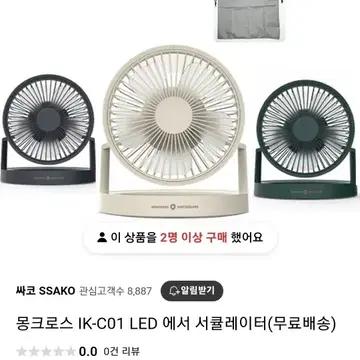 이 상품을 2명 이상 구매 했어요
싸코 SSAKO 관심고객수 8,887 알림받기
몽크로스 IK-C01 LED 에서 서큘레이터(무료배송)
0.0 0건 리뷰